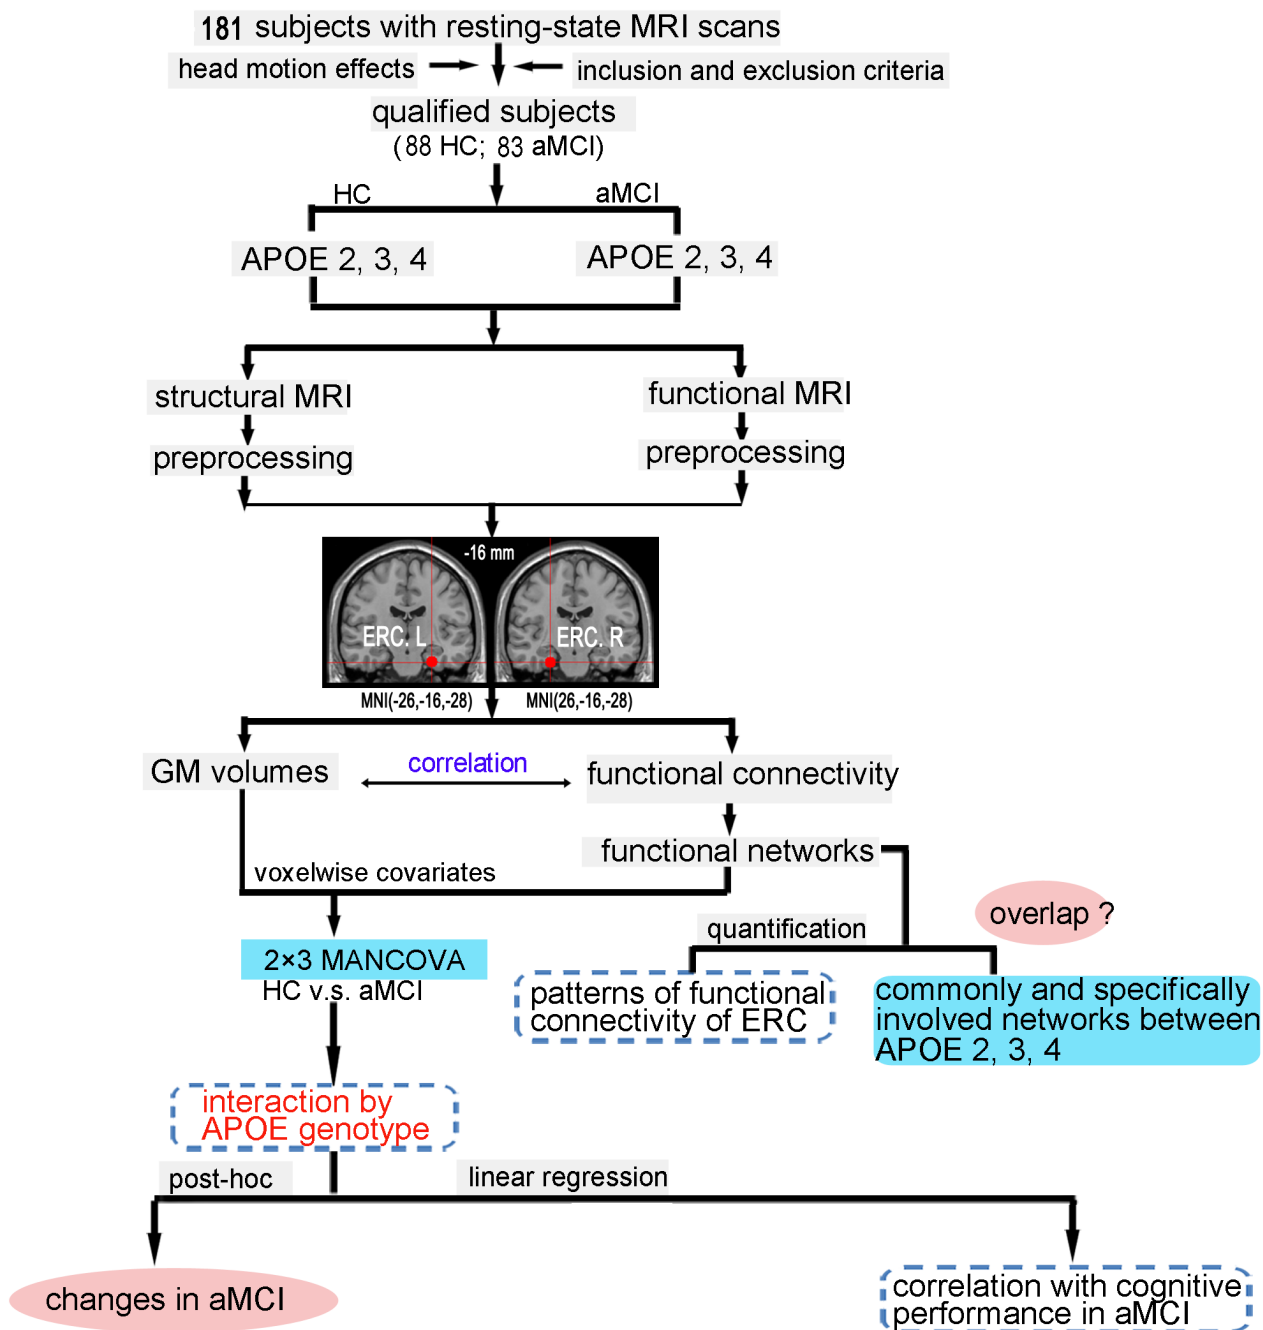 181 subjects with resting-state MRI scans
head motion effects
inclusion and exclusion criteria
qualified subjects
(88 HC; 83 aMCI)
HC
aMCI
APOE 2, 3, 4
APOE 2, 3, 4
structural MRI
functional MRI
preprocessing
preprocessing
-16 mm
ERC. L
ERC. R
MNI(-26,-16,-28)
MNI(26,-16,-28)
GM volumes
correlation
functional connectivity
functional networks
voxelwise covariates
overlap ?
quantification
2×3 MANCOVA
HC v.s. aMCI
patterns of functional
connectivity of ERC
commonly and specifically
involved networks between
APOE 2, 3, 4
interaction by
APOE genotype
post-hoc
linear regression
changes in aMCI
correlation with cognitive
performance in aMCI